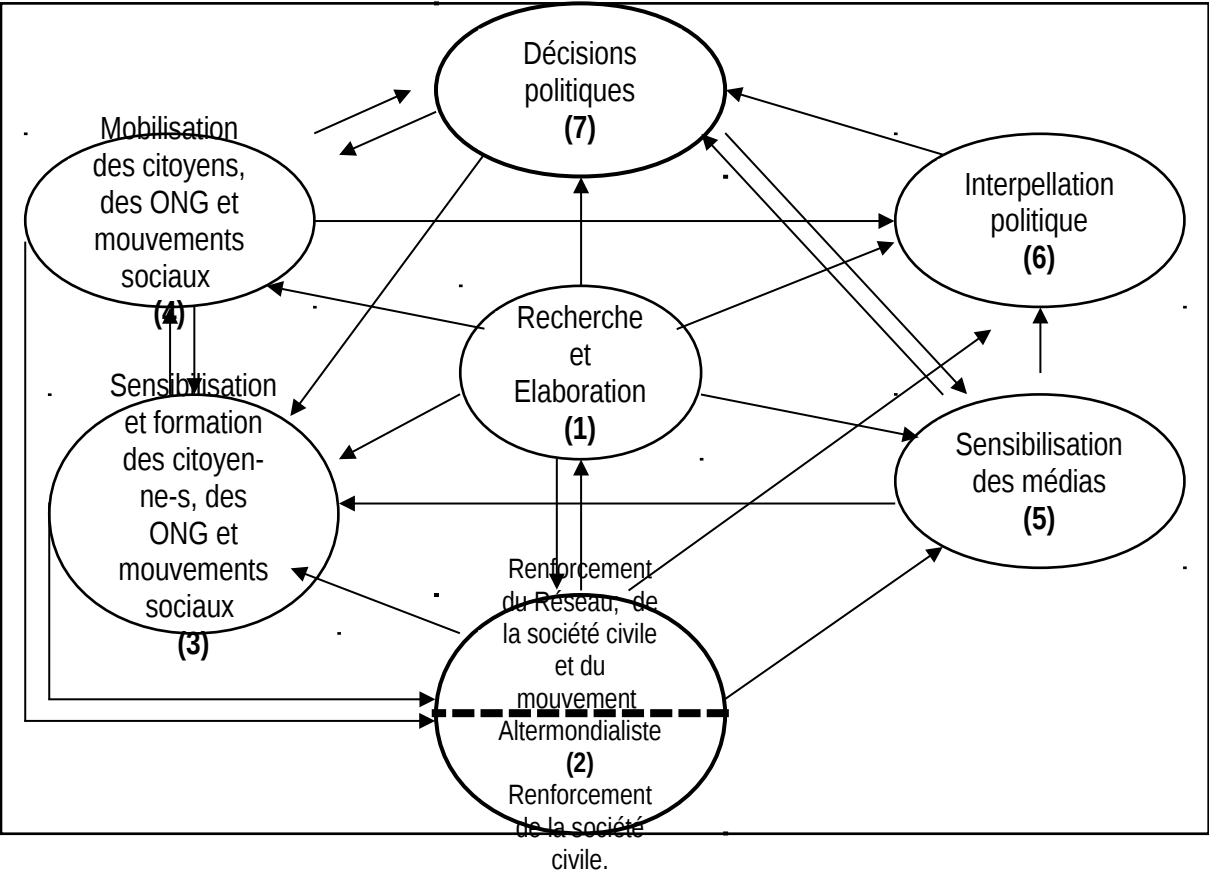 Décisions
politiques
(7)
Mobilisation
des citoyens,
des ONG et
mouvements
sociaux
(4)
Interpellation
politique
(6)
Recherche
et
Elaboration
(1)
Sensibilisation
et formation
des citoyen-
ne-s, des
ONG et
mouvements
sociaux
(3)
Sensibilisation
des médias
(5)
Renforcement
du Réseau, de
la société civile
et du
mouvement
Altermondialiste
(2)
Renforcement
de la société
civile.